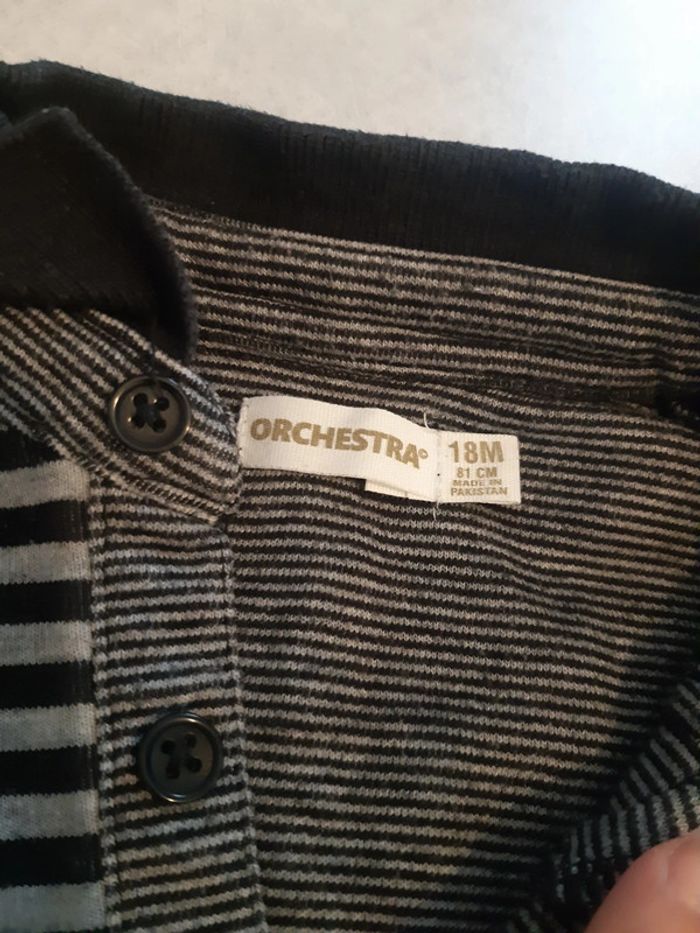 ORCHESTRA
18M
81 CM
MADE IN
PAKISTAN